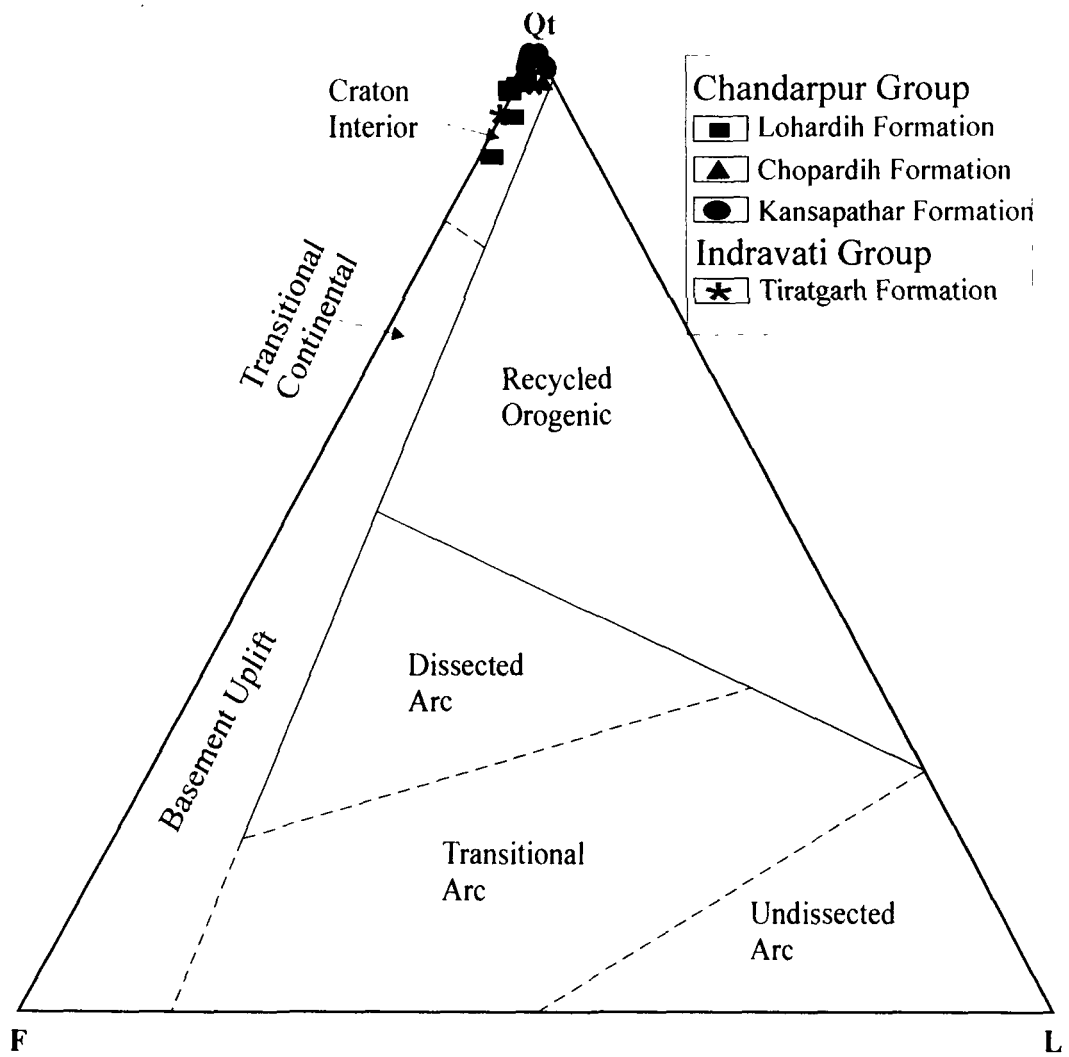 Qt
Craton
Interior
Chandarpur Group
Lohardih Formation
Chopardih Formation
Kansapathar Formation
Indravati Group
Tiratgarh Formation
Transitional
Continental
Recycled
Orogenic
Dissected
Arc
Basement Uplift
Transitional
Arc
Undissected
Arc
F
L